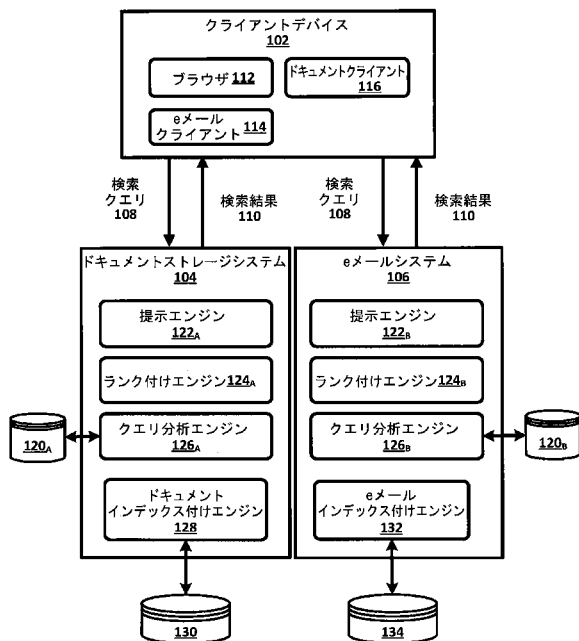 クライアントデバイス
102
ブラウザ 112
ドキュメントクライアント
116
eメール
クライアント 114
検索
クエリ
108
検索結果
110
検索
クエリ
108
検索結果
110
ドキュメントストレージシステム
104
提示エンジン
122A
ランク付けエンジン 124A
クエリ分析エンジン
126A
ドキュメント
インデックス付けエンジン
128
120A
130
eメールシステム
106
提示エンジン
122B
ランク付けエンジン 124B
クエリ分析エンジン
126B
eメール
インデックス付けエンジン
132
120B
134